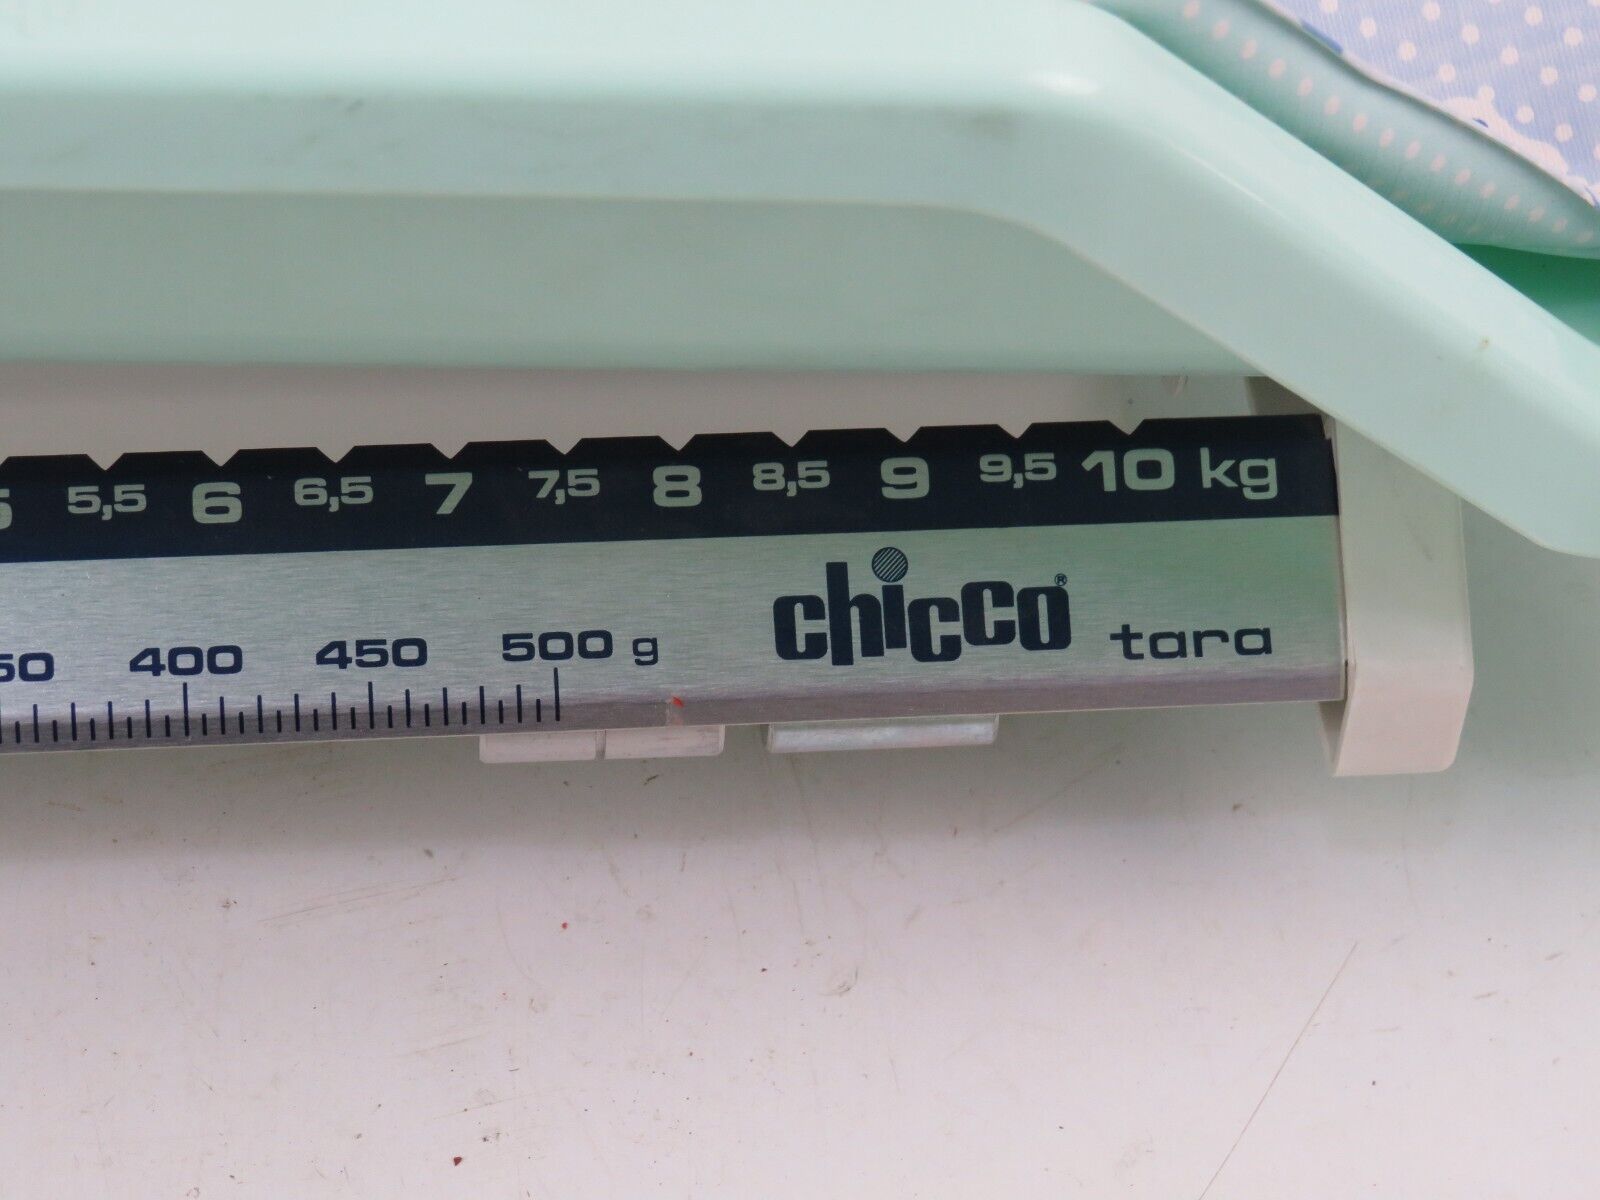 5,5 6 6,5 7 7,5 8 8,5 9 9,5 10 kg
chicco® tara
400 450 500 g